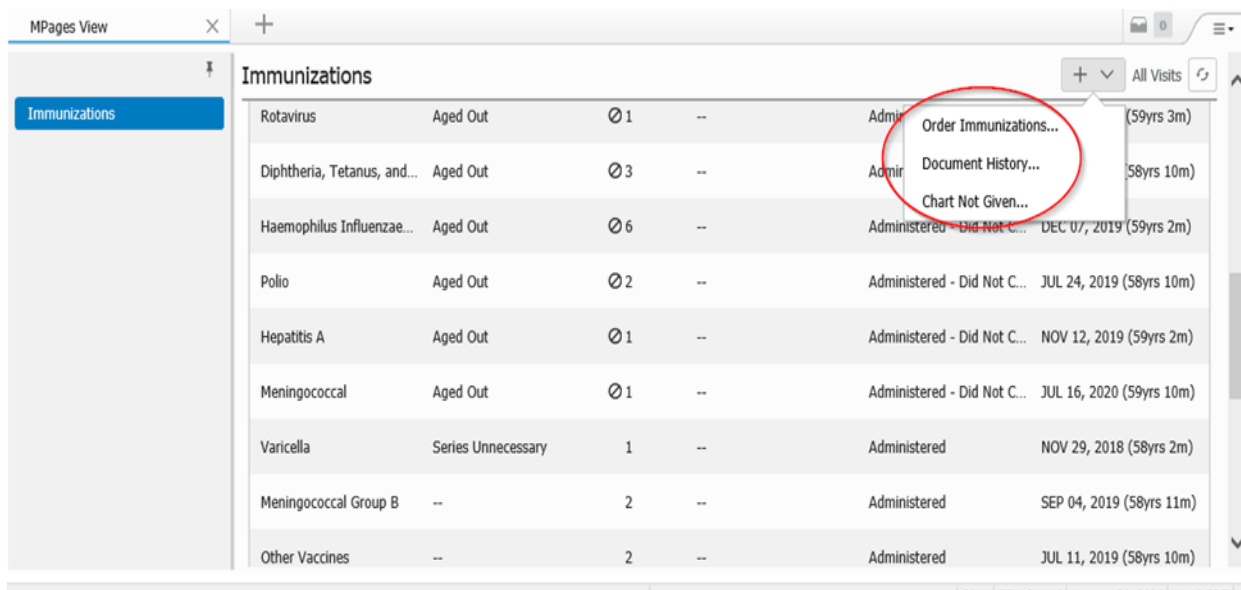 MPages View
0
Immunizations
Immunizations
All Visits
Rotavirus Aged Out 1 -- (59yrs 3m)
Order Immunizations...
Diphtheria, Tetanus, and... Aged Out 3 -- (58yrs 10m)
Document History...
Chart Not Given...
Haemophilus Influenzae... Aged Out 6 -- Administered - Did Not C... DEC 07, 2019 (59yrs 2m)
Polio Aged Out 2 -- Administered - Did Not C... JUL 24, 2019 (58yrs 10m)
Hepatitis A Aged Out 1 -- Administered - Did Not C... NOV 12, 2019 (59yrs 2m)
Meningococcal Aged Out 1 -- Administered - Did Not C... JUL 16, 2020 (59yrs 10m)
Varicella Series Unnecessary 1 -- Administered NOV 29, 2018 (58yrs 2m)
Meningococcal Group B -- 2 -- Administered SEP 04, 2019 (58yrs 11m)
Other Vaccines -- 2 -- Administered JUL 11, 2019 (58yrs 10m)